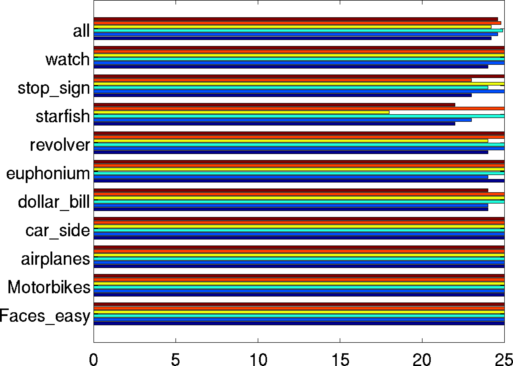 all
watch
stop_sign
starfish
revolver
euphonium
dollar_bill
car_side
airplanes
Motorbikes
Faces_easy
0 5 10 15 20 25